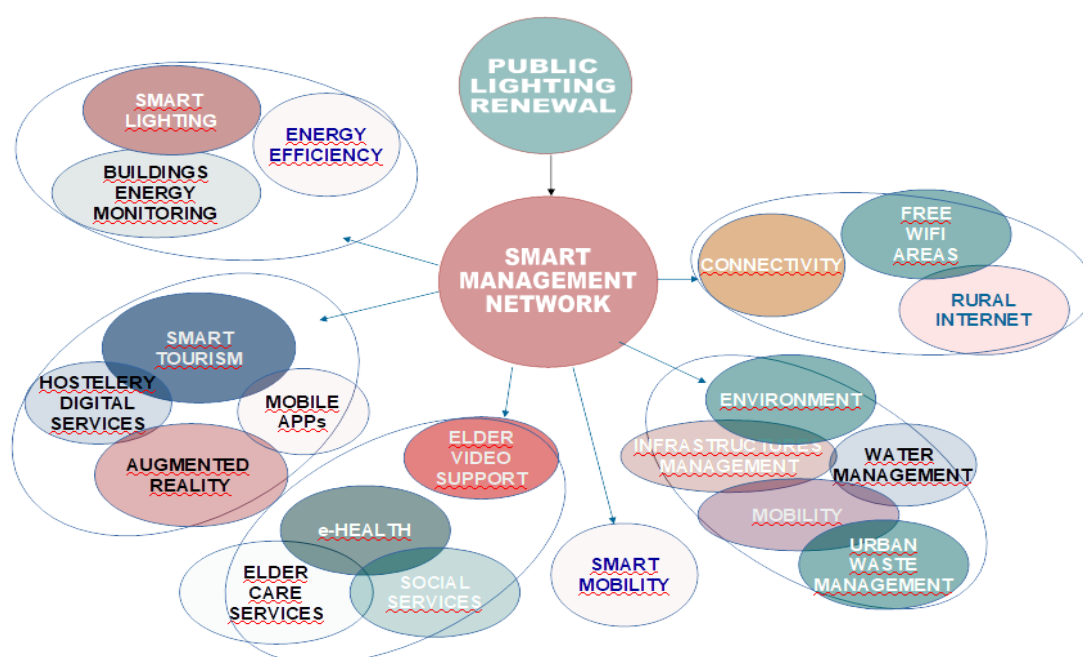 PUBLIC
LIGHTING
RENEWAL
SMART
LIGHTING
ENERGY
EFFICIENCY
BUILDINGS
ENERGY
MONITORING
SMART
MANAGEMENT
NETWORK
CONNECTIVITY
FREE
WIFI
AREAS
RURAL
INTERNET
SMART
TOURISM
HOSTELERY
DIGITAL
SERVICES
MOBILE
APPs
AUGMENTED
REALITY
ELDER
VIDEO
SUPPORT
e-HEALTH
ELDER
CARE
SERVICES
SOCIAL
SERVICES
SMART
MOBILITY
ENVIRONMENT
INFRASTRUCTURES
MANAGEMENT
WATER
MANAGEMENT
MOBILITY
URBAN
WASTE
MANAGEMENT